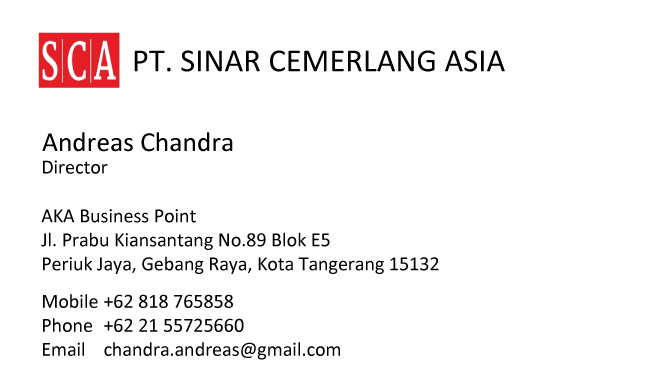 SCA PT. SINAR CEMERLANG ASIA
Andreas Chandra
Director
AKA Business Point
Jl. Prabu Kiansantang No.89 Blok E5
Periuk Jaya, Gebang Raya, Kota Tangerang 15132
Mobile +62 818 765858
Phone +62 21 55725660
Email chandra.andreas@gmail.com